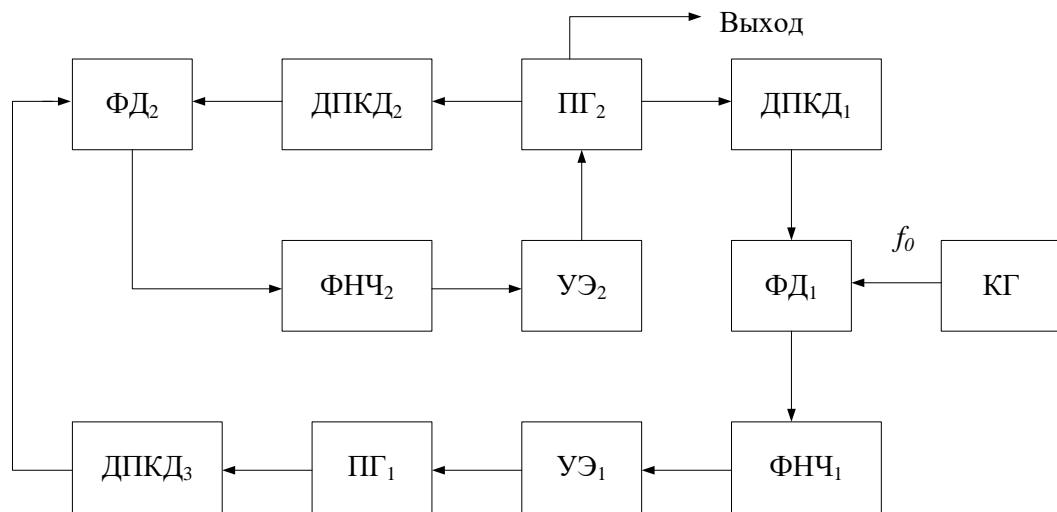 Выход
ФД₂
ДПКД₂
ПГ₂
ДПКД₁
f₀
ФНЧ₂
УЭ₂
ФД₁
КГ
ДПКД₃
ПГ₁
УЭ₁
ФНЧ₁